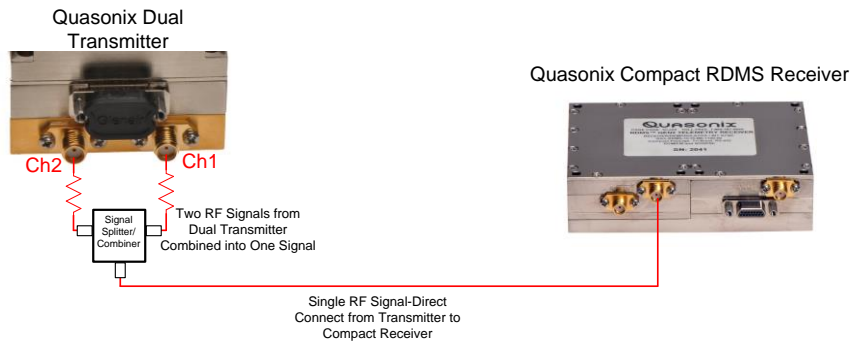 Quasonix Dual
Transmitter
Quasonix Compact RDMS Receiver
Glenair
QUASONIX
Ch2
Ch1
Signal
Splitter/
Combiner
Two RF Signals from
Dual Transmitter
Combined into One Signal
Single RF Signal-Direct
Connect from Transmitter to
Compact Receiver